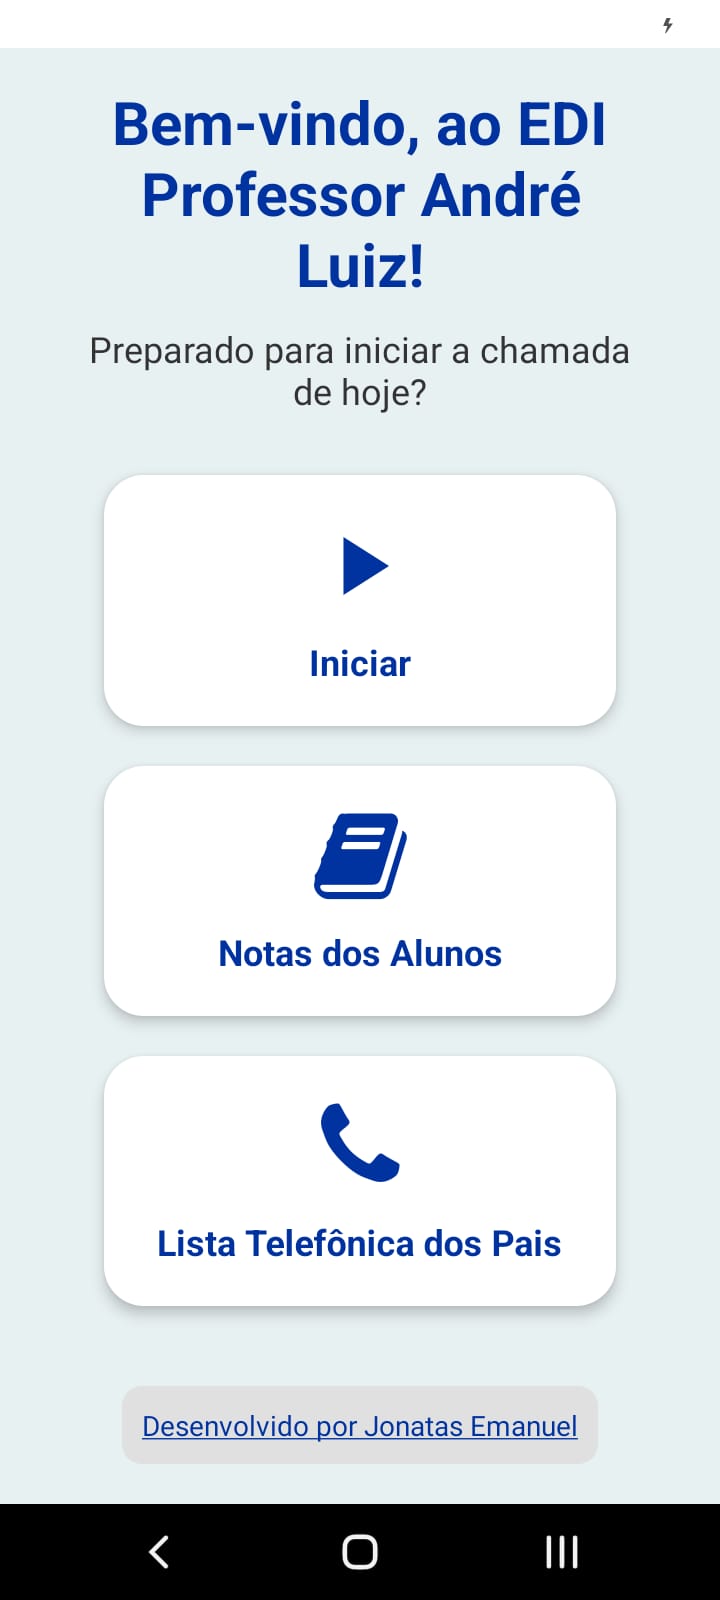 Bem-vindo, ao EDI
Professor André
Luiz!
Preparado para iniciar a chamada
de hoje?
Iniciar
Notas dos Alunos
Lista Telefônica dos Pais
Desenvolvido por Jonatas Emanuel